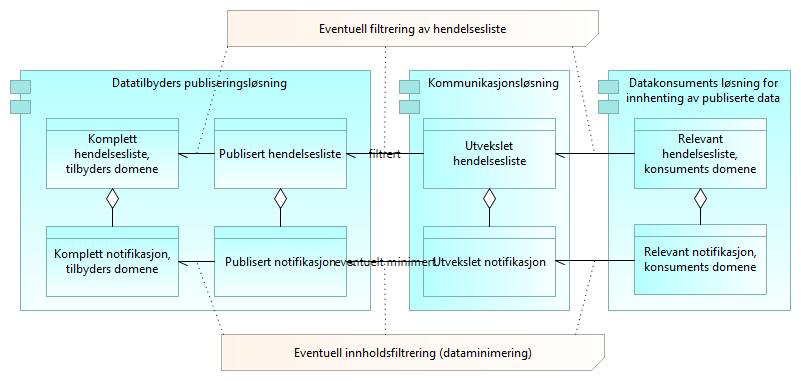 Eventuell filtrering av hendelsesliste
Datatilbyders publiseringsløsning
Kommunikasjonsløsning
Datakonsuments løsning for
innhenting av publiserte data
Komplett
hendelsesliste,
tilbyders domene
Publisert hendelsesliste
filtrert
Utvekslet
hendelsesliste
Relevant
hendelsesliste,
konsuments domene
Komplett notifikasjon,
tilbyders domene
Publisert notifikasjon
eventuelt minimert
Utvekslet notifikasjon
Relevant notifikasjon,
konsuments domene
Eventuell innholdsfiltrering (dataminimering)